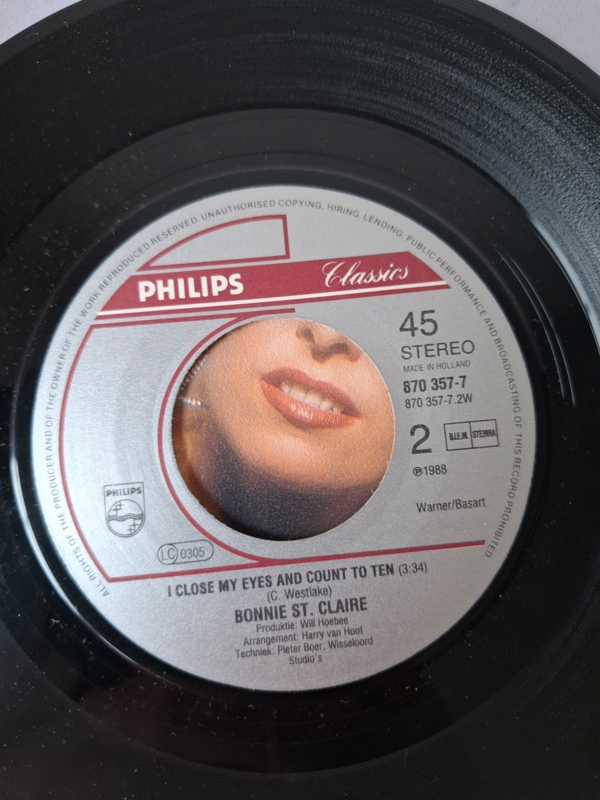 ALL RIGHTS OF THE PRODUCER AND OF THE OWNER OF THE WORK REPRODUCED RESERVED. UNAUTHORISED COPYING, HIRING, LENDING, PUBLIC PERFORMANCE AND BROADCASTING OF THIS RECORD PROHIBITED.
PHILIPS Classics
45
STEREO
MADE IN HOLLAND
870 357-7
870 357-7.2W
2 B.I.E.M. STEMRA
℗1988
Warner/Basart
PHILIPS
LC 0305
I CLOSE MY EYES AND COUNT TO TEN (3:34)
(C. Westlake)
BONNIE ST. CLAIRE
Produktie: Will Hoebee
Arrangement: Harry van Hoof
Techniek: Pieter Boer, Wisseloord
Studio's